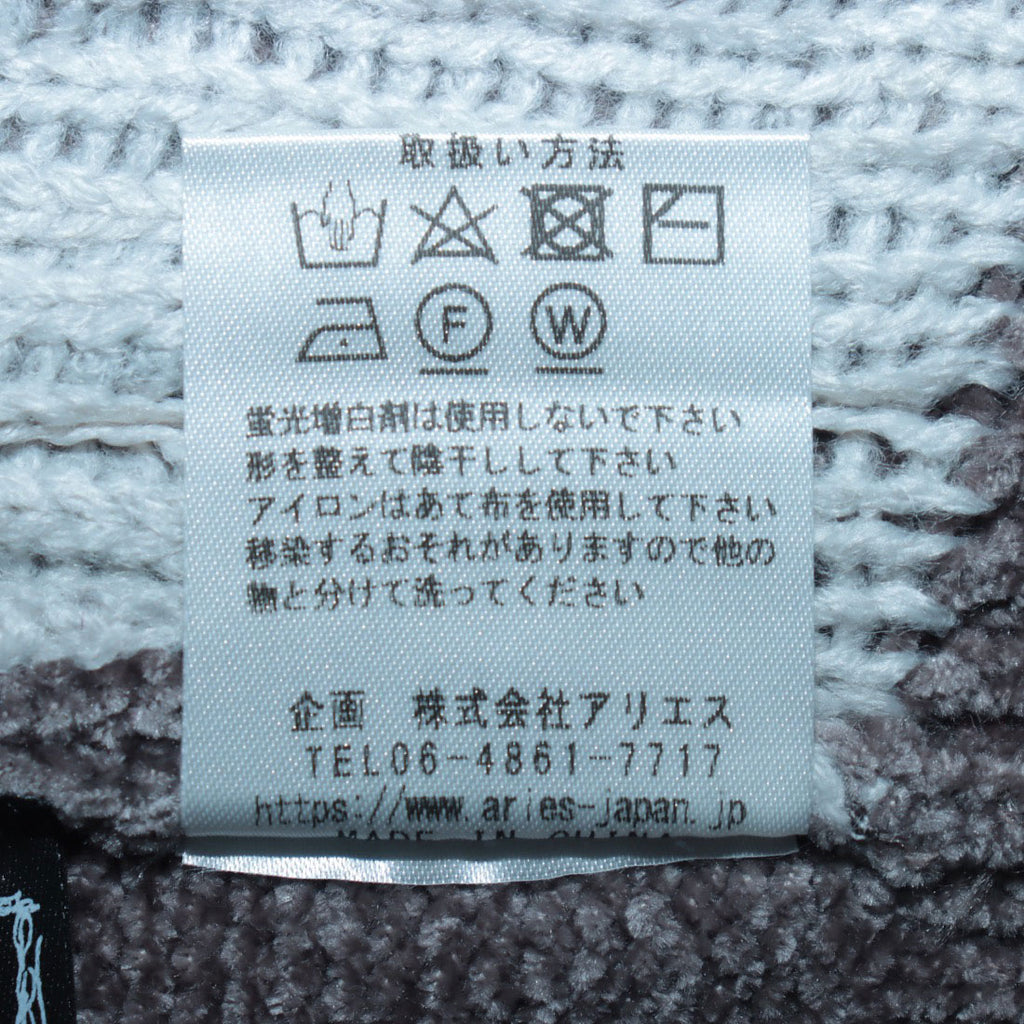 取扱い方法
F W
蛍光増白剤は使用しないで下さい
形を整えて陰干しして下さい
アイロンはあて布を使用して下さい
移染するおそれがありますので他の
物と分けて洗ってください
企画 株式会社アリエス
TEL06-4861-7717
https://www.aries-japan.jp
MADE IN CHINA